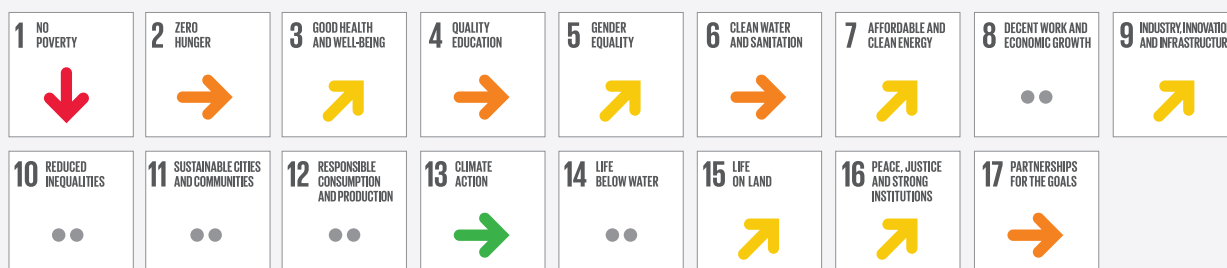 1 NO
POVERTY
2 ZERO
HUNGER
3 GOOD HEALTH
AND WELL-BEING
4 QUALITY
EDUCATION
5 GENDER
EQUALITY
6 CLEAN WATER
AND SANITATION
7 AFFORDABLE AND
CLEAN ENERGY
8 DECENT WORK AND
ECONOMIC GROWTH
9 INDUSTRY, INNOVATIO
AND INFRASTRUCTUR
10 REDUCED
INEQUALITIES
11 SUSTAINABLE CITIES
AND COMMUNITIES
12 RESPONSIBLE
CONSUMPTION
AND PRODUCTION
13 CLIMATE
ACTION
14 LIFE
BELOW WATER
15 LIFE
ON LAND
16 PEACE, JUSTICE
AND STRONG
INSTITUTIONS
17 PARTNERSHIPS
FOR THE GOALS